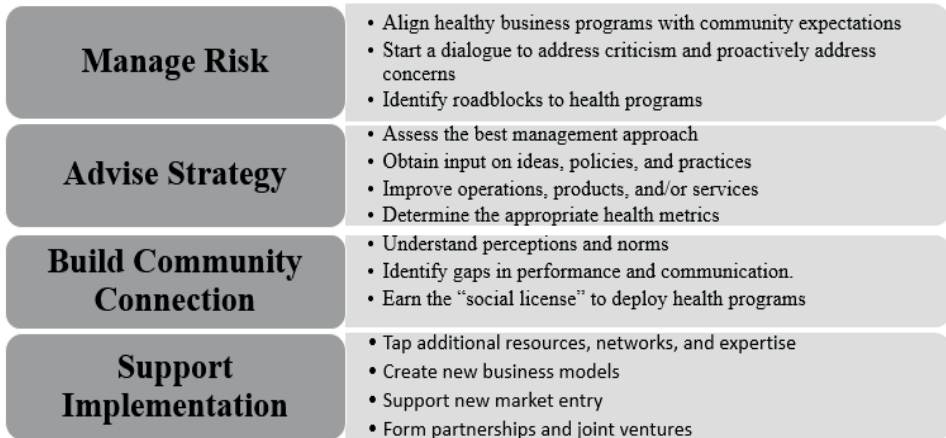 Manage Risk
• Align healthy business programs with community expectations
• Start a dialogue to address criticism and proactively address
concerns
• Identify roadblocks to health programs
Advise Strategy
• Assess the best management approach
• Obtain input on ideas, policies, and practices
• Improve operations, products, and/or services
• Determine the appropriate health metrics
Build Community
Connection
• Understand perceptions and norms
• Identify gaps in performance and communication.
• Earn the “social license” to deploy health programs
Support
Implementation
• Tap additional resources, networks, and expertise
• Create new business models
• Support new market entry
• Form partnerships and joint ventures